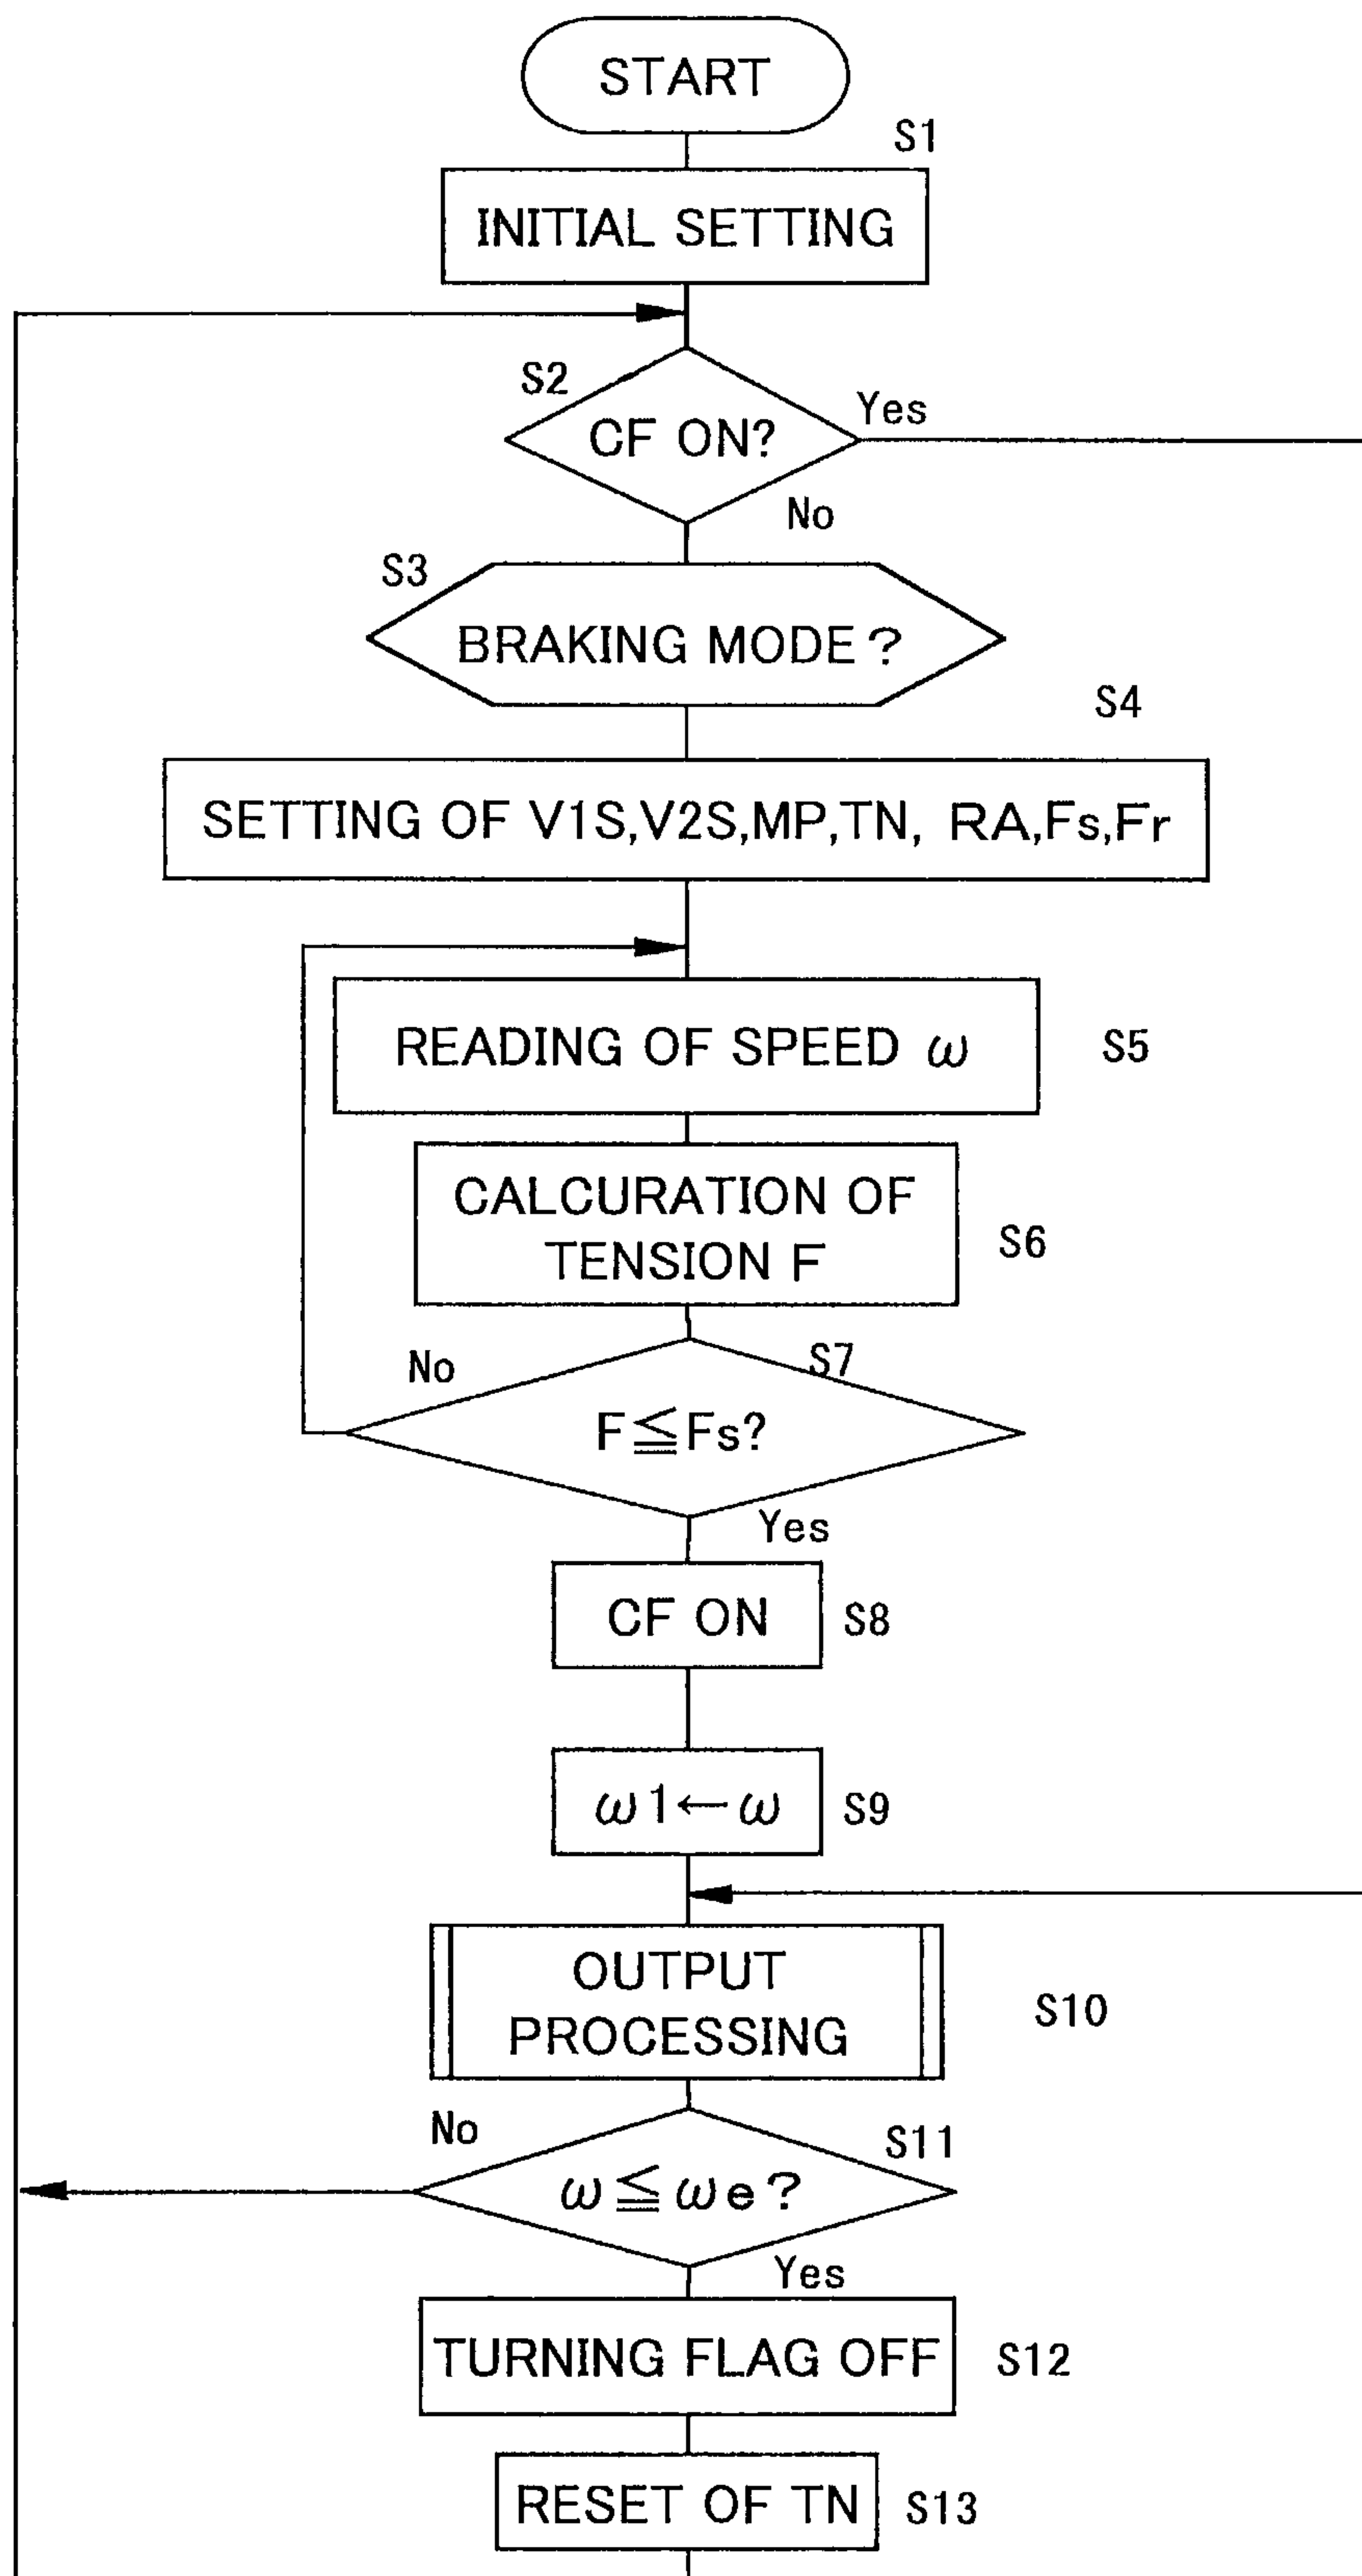 START
S1
INITIAL SETTING
S2
CF ON?
Yes
No
S3
BRAKING MODE?
S4
SETTING OF V1S,V2S,MP,TN, RA,Fs,Fr
READING OF SPEED ω
S5
CALCURATION OF
TENSION F
S6
No
S7
F≦Fs?
Yes
CF ON
S8
ω1←ω
S9
OUTPUT
PROCESSING
S10
No
S11
ω≦ωe?
Yes
TURNING FLAG OFF
S12
RESET OF TN
S13